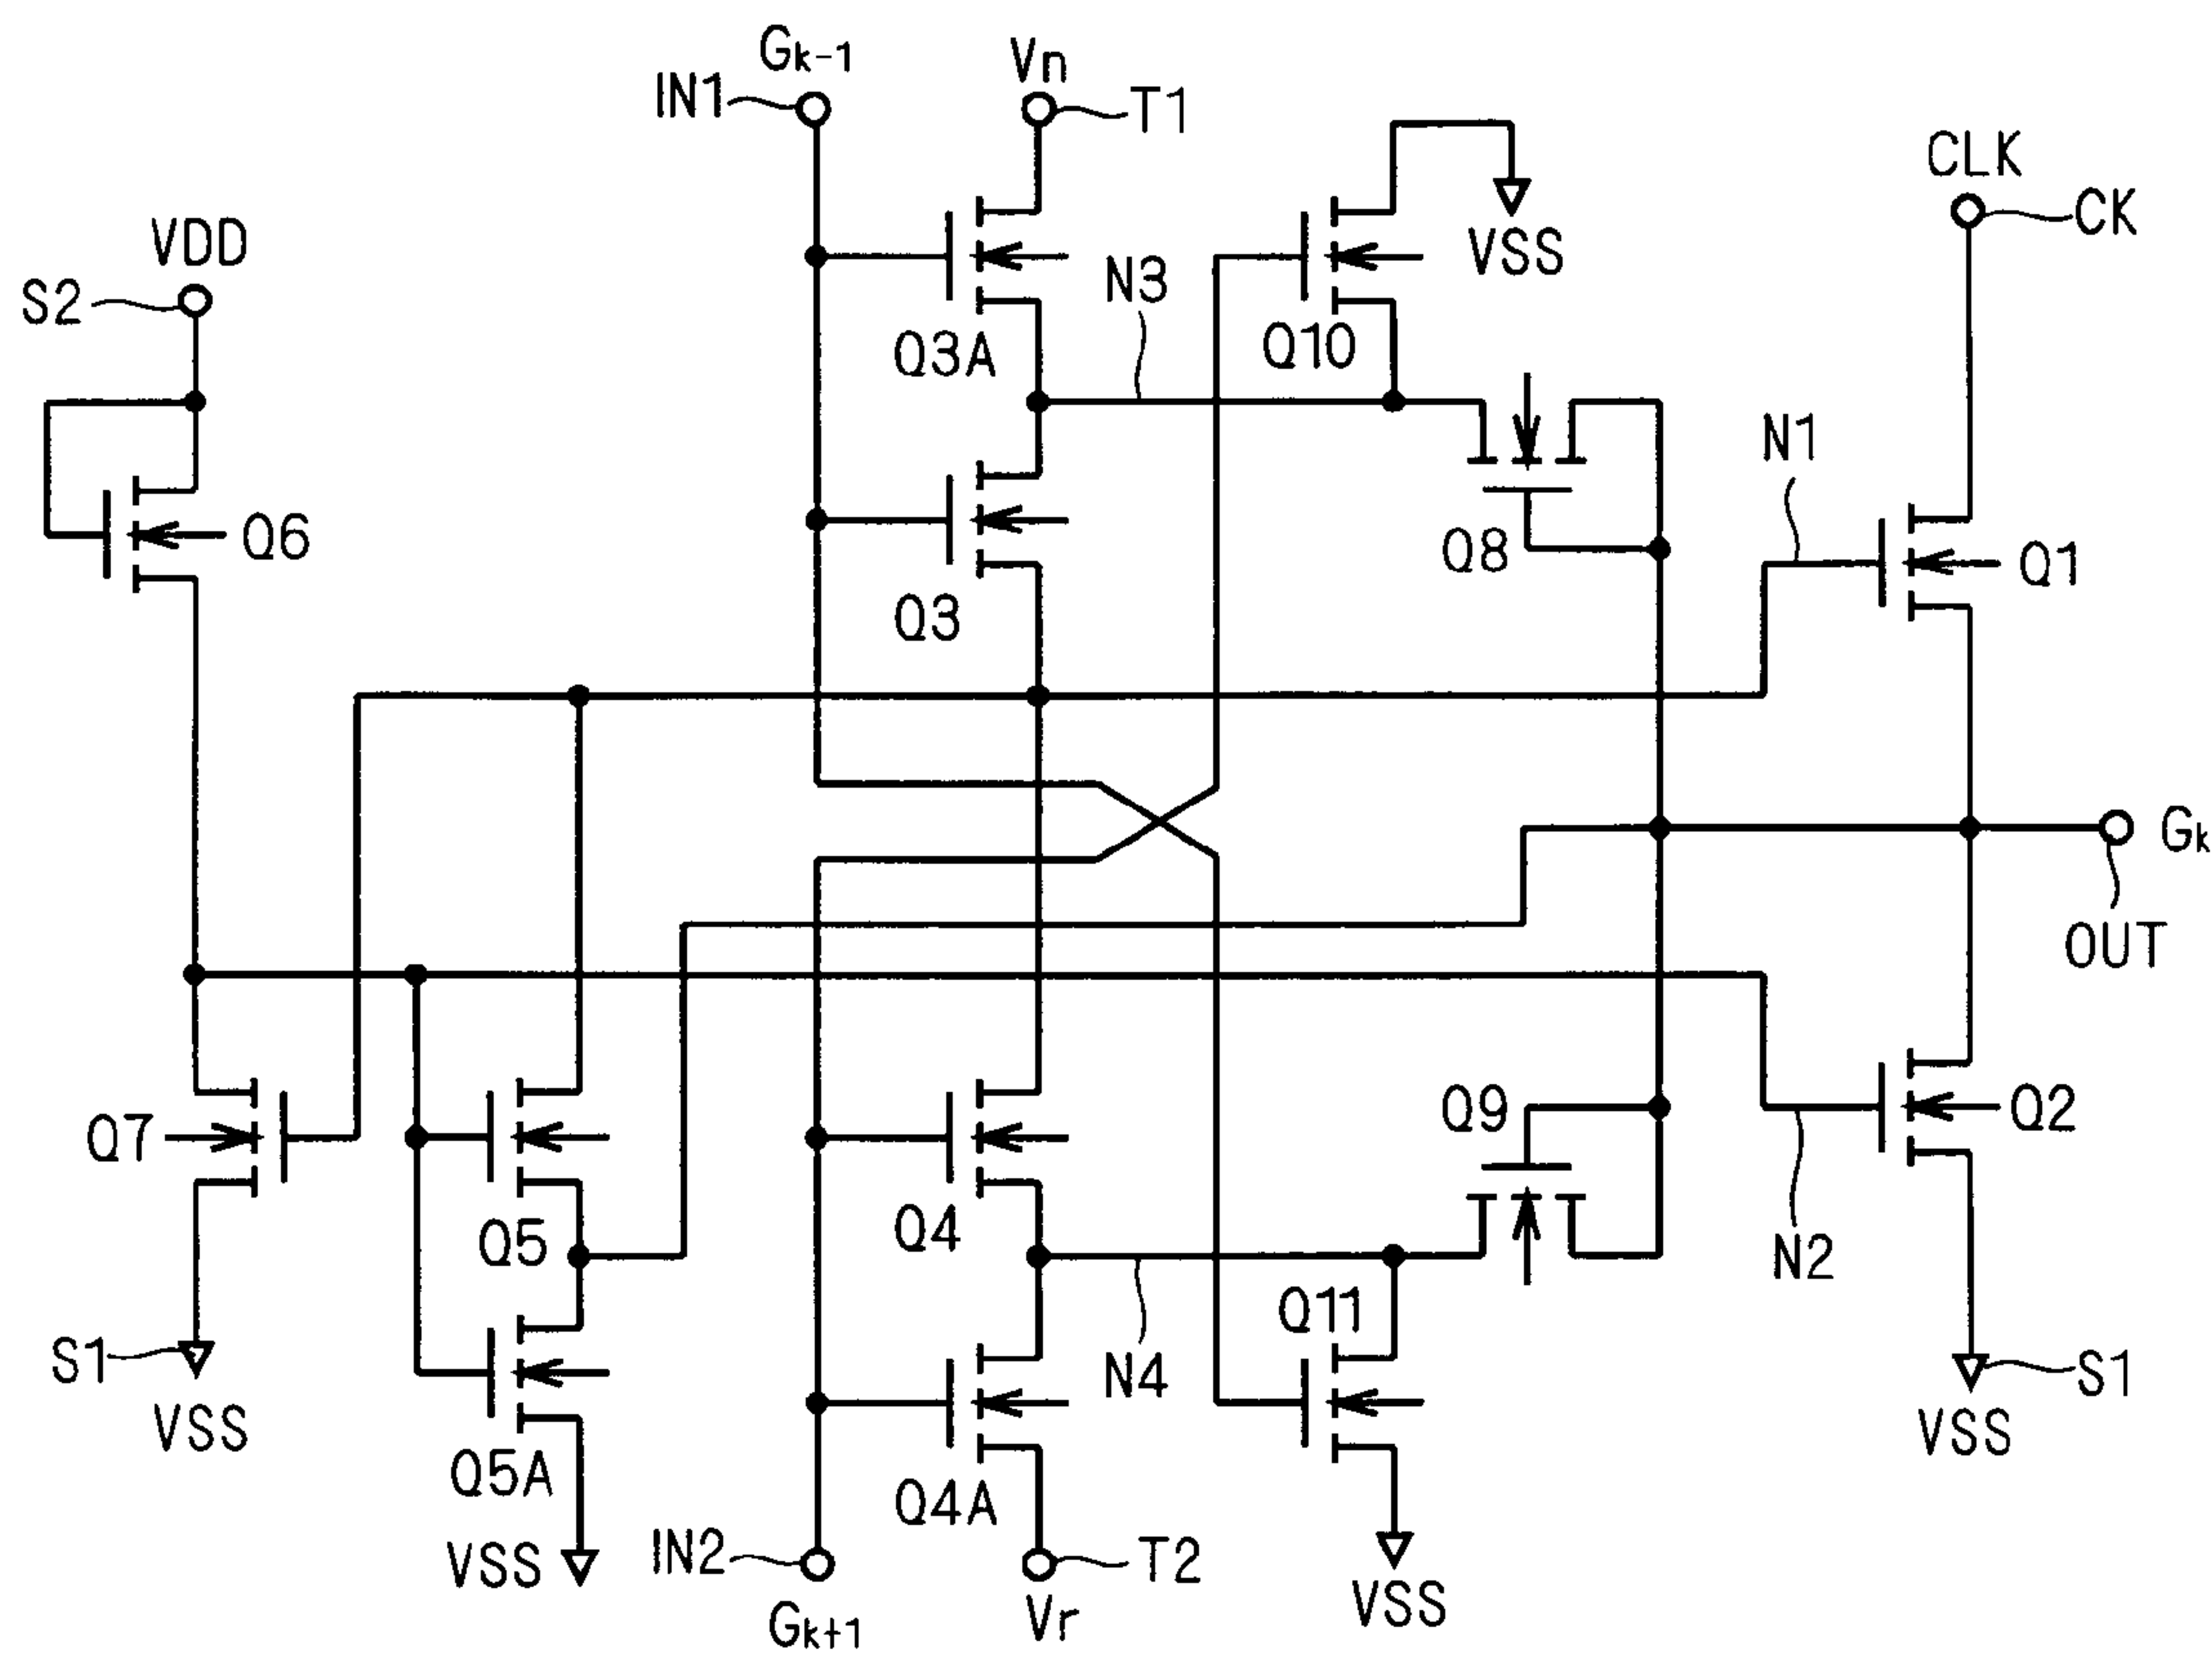 Gk-1
Vn
IN1
T1
CLK
CK
VDD
VSS
S2
N3
Q3A
Q10
N1
Q6
Q8
Q1
Q3
Gk
OUT
Q7
Q9
Q2
Q5
Q4
N2
Q11
S1
N4
S1
VSS
Q5A
Q4A
VSS
VSS
IN2
T2
VSS
Gk+1
Vr